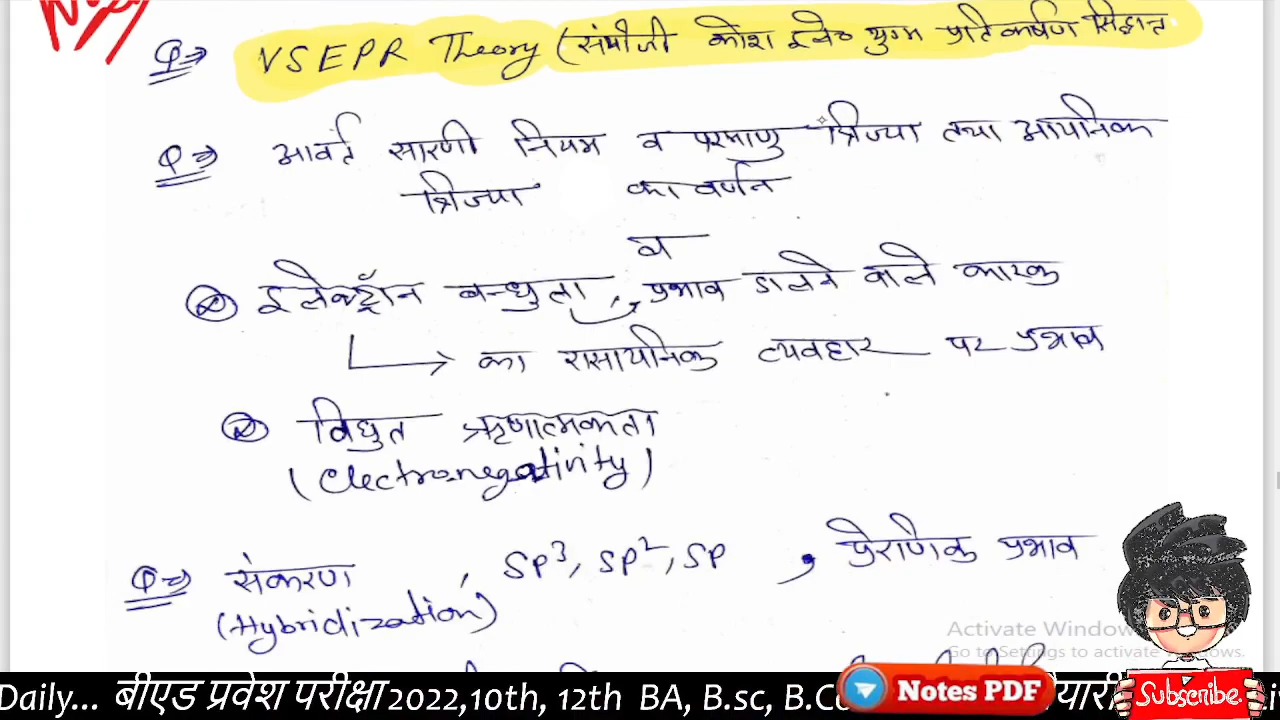 Q⇒ VSEPR Theory (संयोजी कोश इले० युग्म प्रतिकर्षण सिद्धान्त
Q⇒ आवर्त सारणी नियम व परमाणु त्रिज्या तथा आयनिक
त्रिज्या का वर्णन
व
इलेक्ट्रॉन बन्धुता, प्रभाव डालने वाले कारक
का रासायनिक व्यवहार पर प्रभाव
विधुत ऋणात्मकता
(Electronegativity)
Q⇒ संकरण, SP³, SP², SP, प्रेरणिक प्रभाव
(Hybridization)
Activate Window
Go to Settings to activate Windows.
Daily... बीएड प्रवेश परीक्षा 2022,10th, 12th BA, B.sc, B.C
Notes PDF
Subscribe